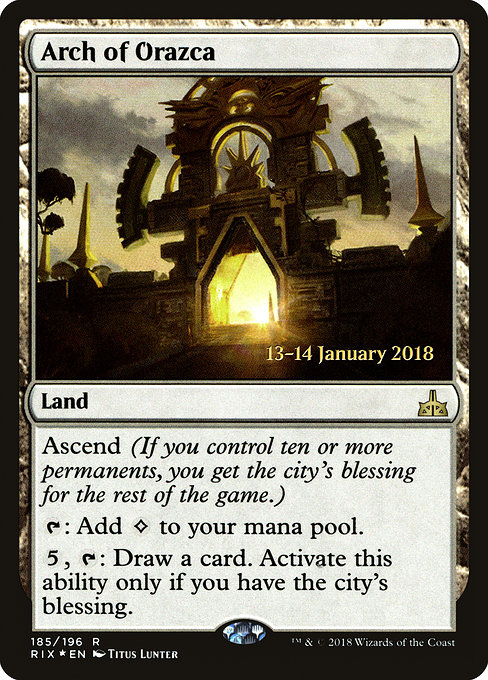 Arch of Orazca
13–14 January 2018
Land
Ascend (If you control ten or more
permanents, you get the city's blessing
for the rest of the game.)
: Add to your mana pool.
5, : Draw a card. Activate this
ability only if you have the city's
blessing.
185/196 R
RIX★EN Titus Lunter
™ & © 2018 Wizards of the Coast